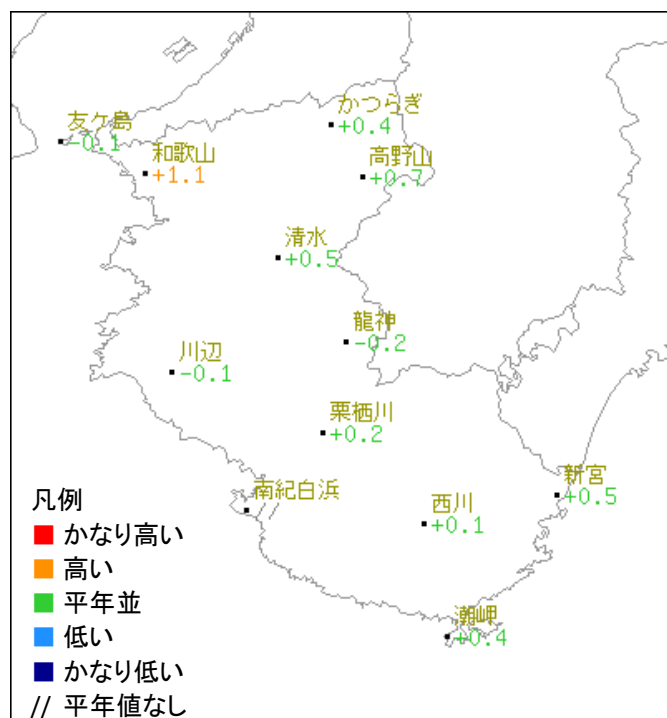 かつらぎ
+0.4
友ケ島
-0.1
和歌山
+1.1
高野山
+0.7
清水
+0.5
龍神
-0.2
川辺
-0.1
栗栖川
+0.2
南紀白浜
//
西川
+0.1
新宮
+0.5
潮岬
+0.4
凡例
かなり高い
高い
平年並
低い
かなり低い
// 平年値なし